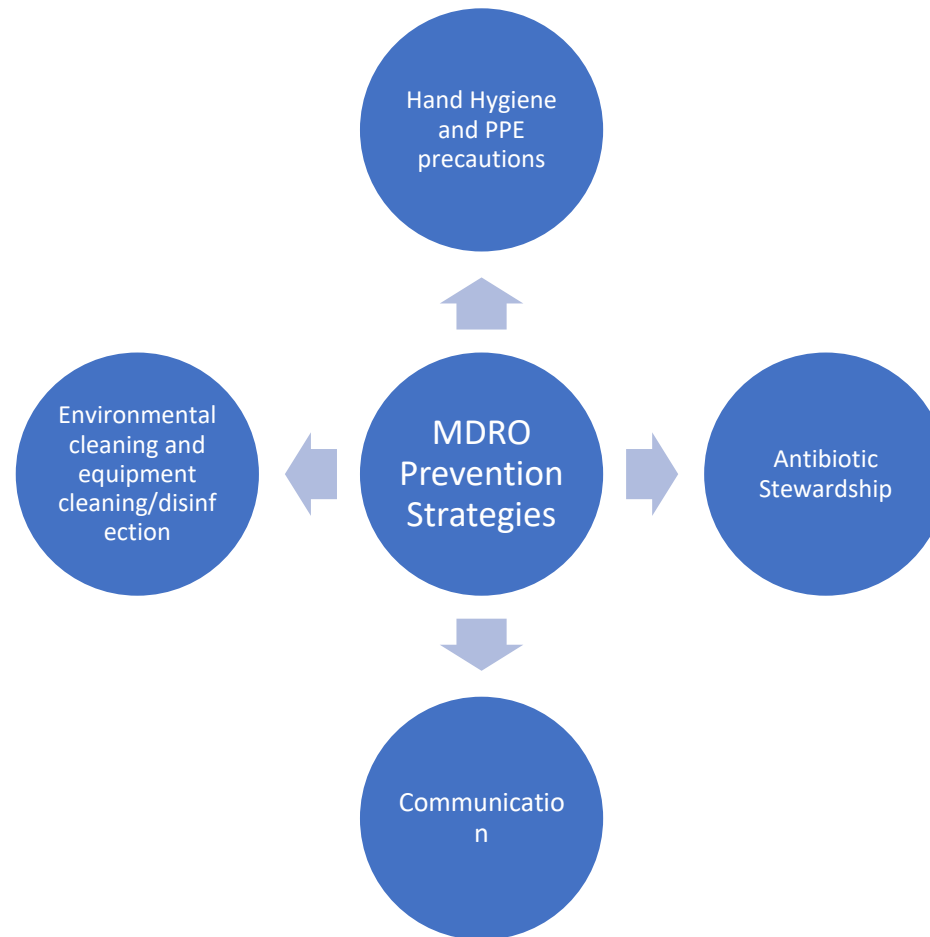 Hand Hygiene
and PPE
precautions
Environmental
cleaning and
equipment
cleaning/disinf
ection
MDRO
Prevention
Strategies
Antibiotic
Stewardship
Communicatio
n